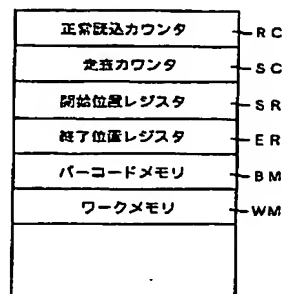 正常読込カウンタ RC
走査カウンタ SC
開始位置レジスタ SR
終了位置レジスタ ER
バーコードメモリ BM
ワークメモリ WM